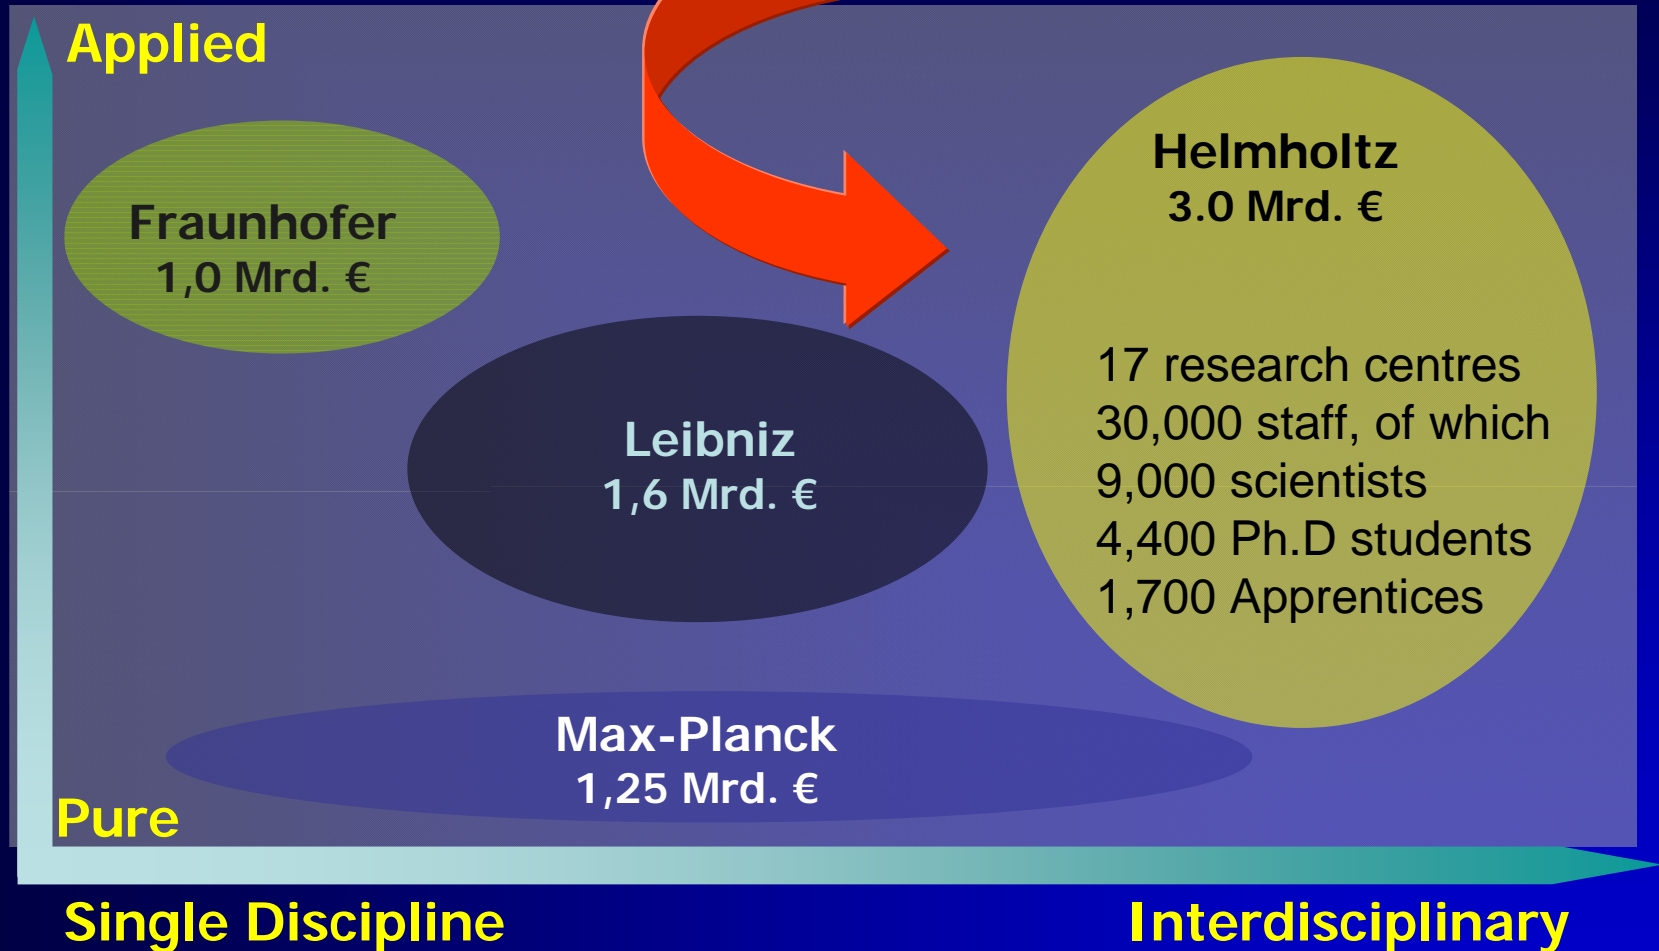 Applied
Fraunhofer
1,0 Mrd. €
Helmholtz
3.0 Mrd. €
17 research centres
30,000 staff, of which
9,000 scientists
4,400 Ph.D students
1,700 Apprentices
Leibniz
1,6 Mrd. €
Max-Planck
1,25 Mrd. €
Pure
Single Discipline
Interdisciplinary